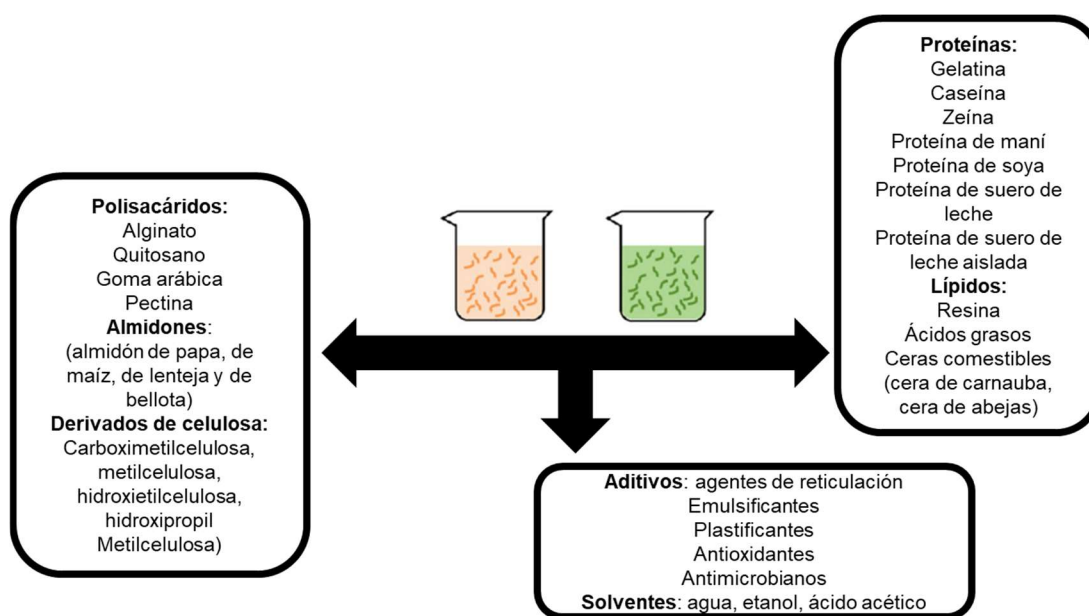 Polisacáridos:
Alginato
Quitosano
Goma arábica
Pectina
Almidones:
(almidón de papa, de
maíz, de lenteja y de
bellota)
Derivados de celulosa:
Carboximetilcelulosa,
metilcelulosa,
hidroxietilcelulosa,
hidroxipropil
Metilcelulosa)
Proteínas:
Gelatina
Caseína
Zeína
Proteína de maní
Proteína de soya
Proteína de suero de
leche
Proteína de suero de
leche aislada
Lípidos:
Resina
Ácidos grasos
Ceras comestibles
(cera de carnauba,
cera de abejas)
Aditivos: agentes de reticulación
Emulsificantes
Plastificantes
Antioxidantes
Antimicrobianos
Solventes: agua, etanol, ácido acético